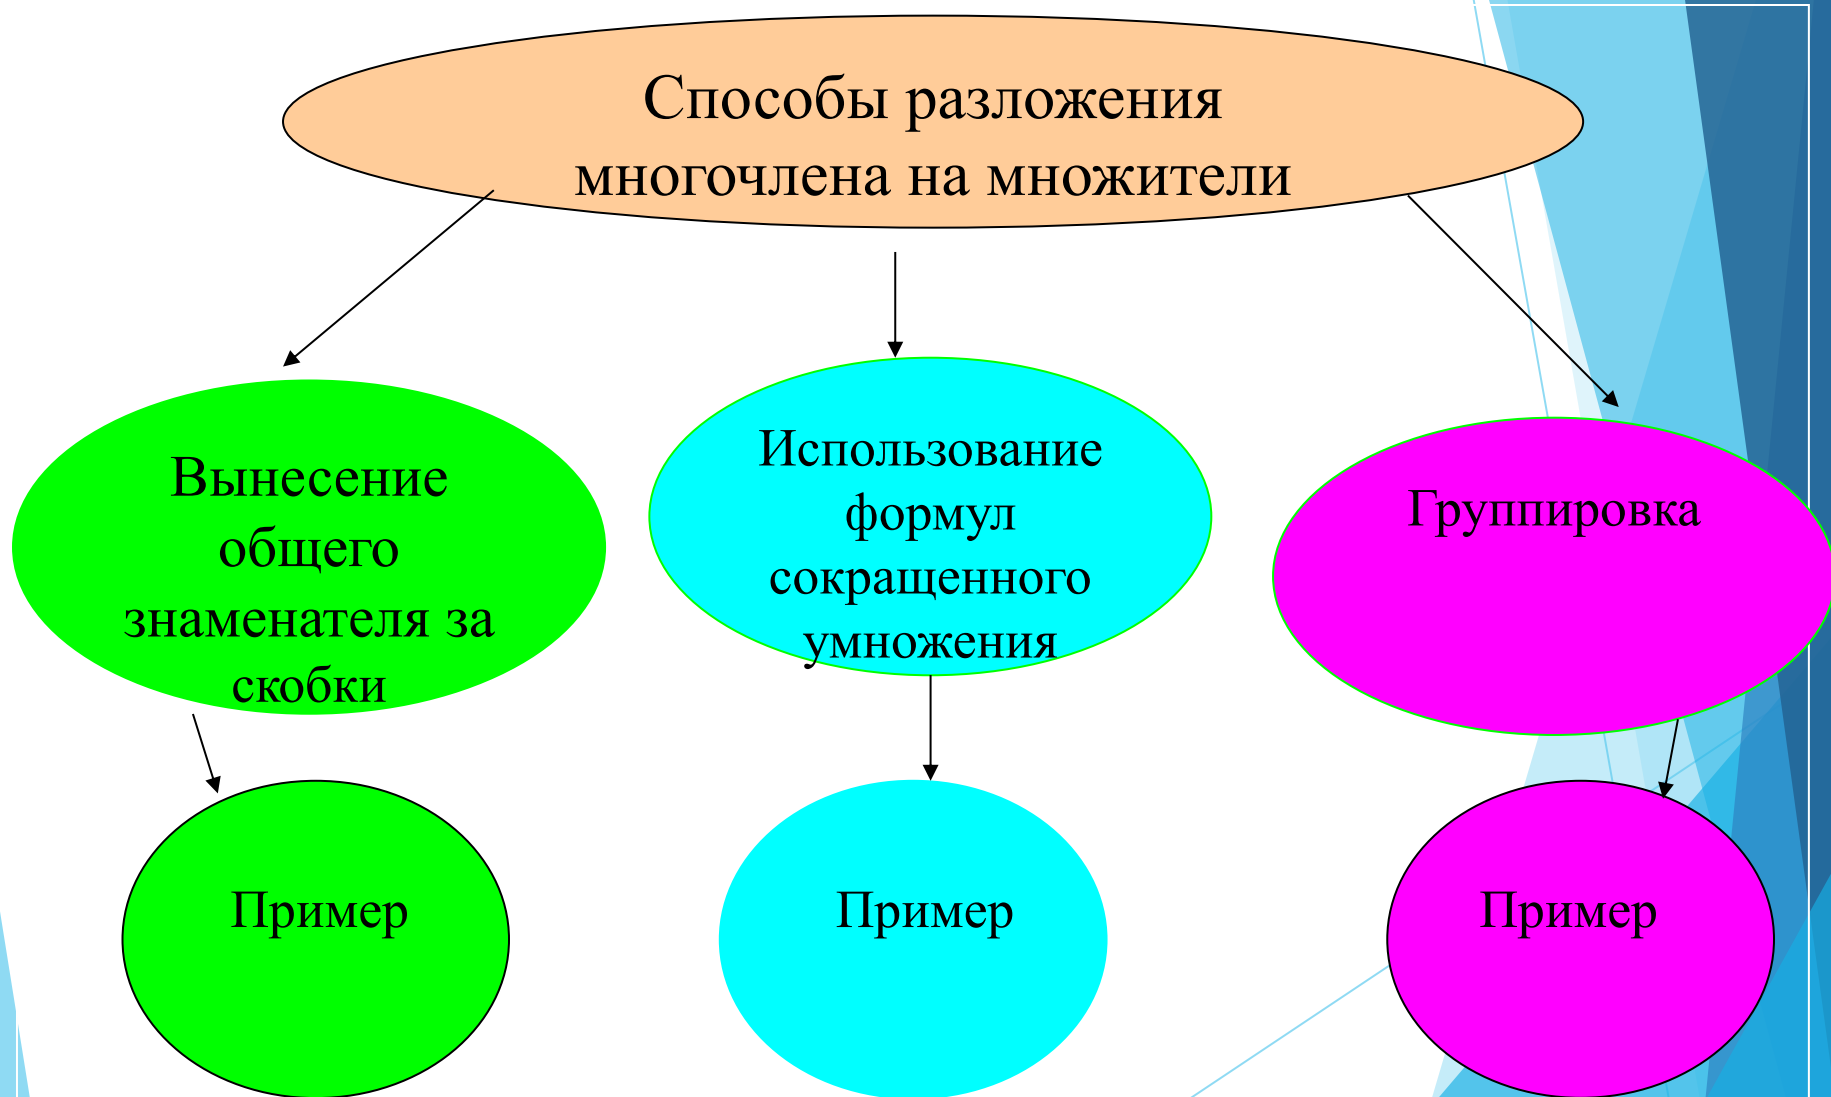 Способы разложения
многочлена на множители
Вынесение
общего
знаменателя за
скобки
Использование
формул
сокращенного
умножения
Группировка
Пример
Пример
Пример